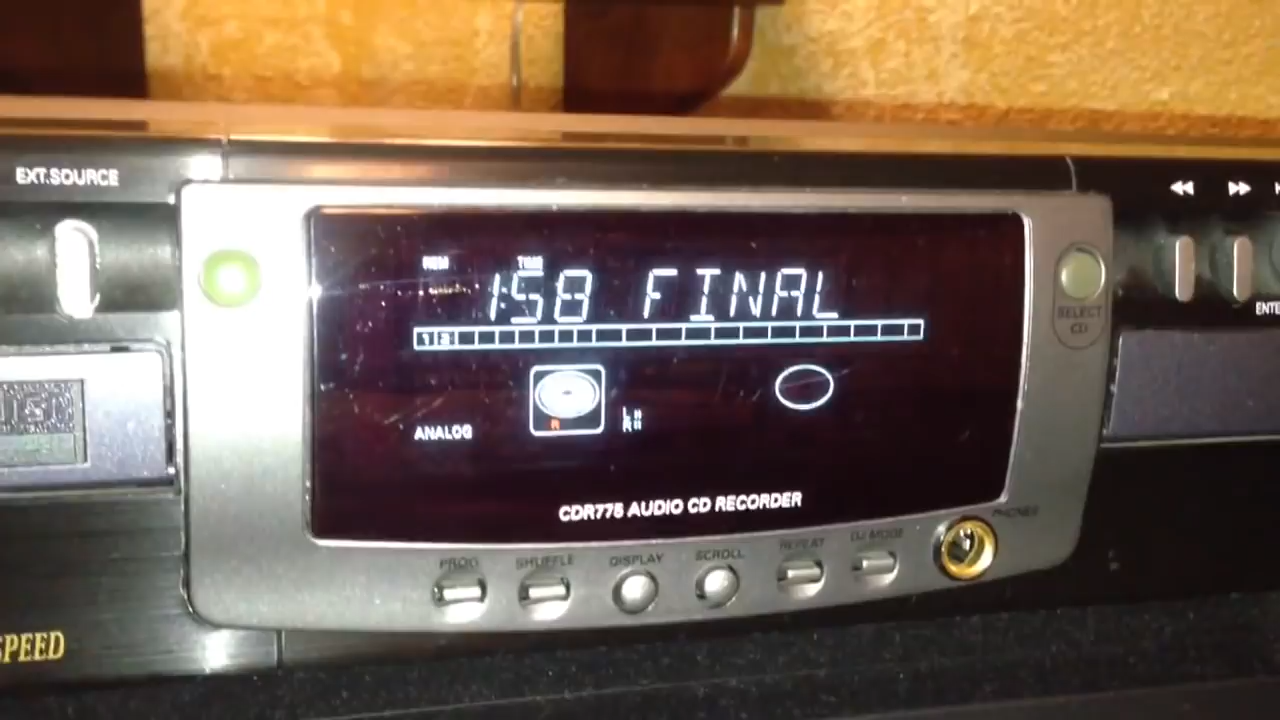 EXT.SOURCE
REM TIME
1:58 FINAL
1 2
SELECT
CD
ENTE
L
R
ANALOG
CDR775 AUDIO CD RECORDER
PHONES
PROG SHUFFLE DISPLAY SCROLL REPEAT DJ MODE
SPEED